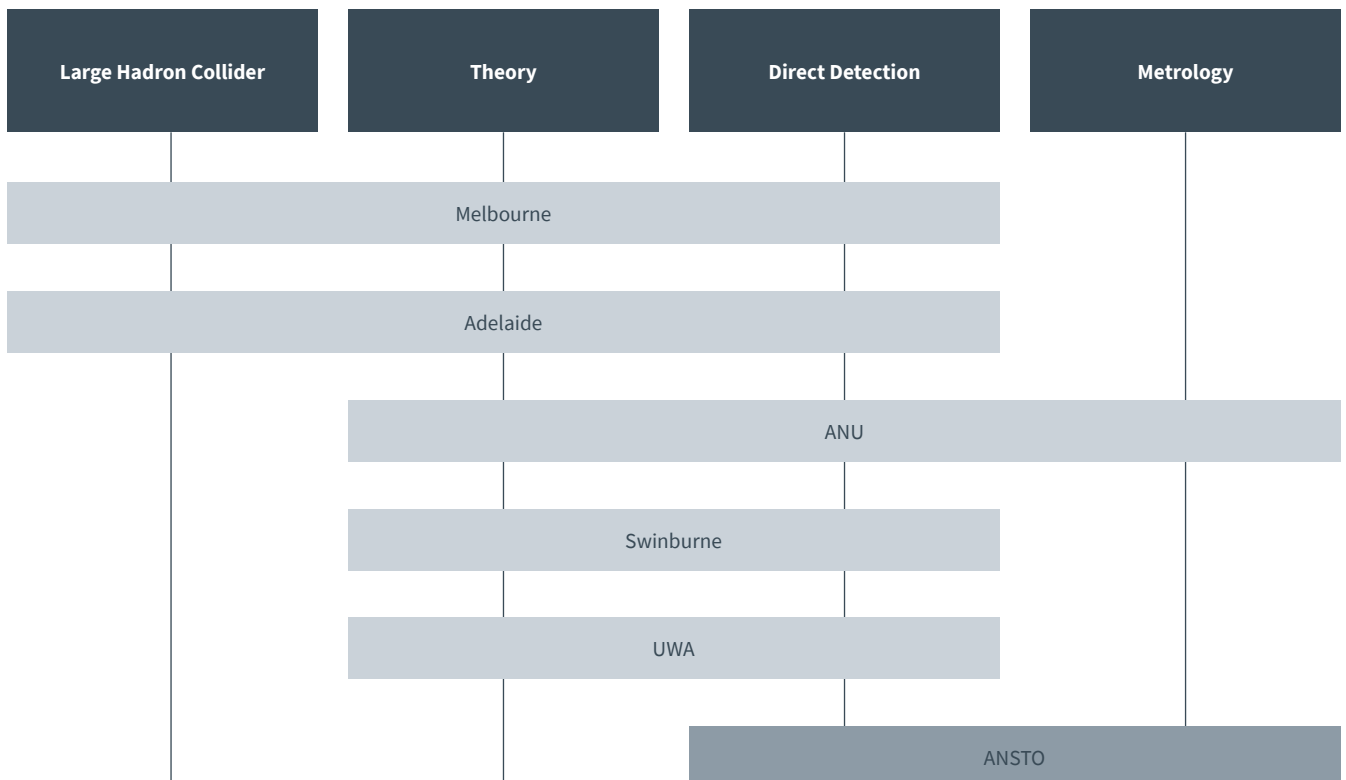 Large Hadron Collider
Theory
Direct Detection
Metrology
Melbourne
Adelaide
ANU
Swinburne
UWA
ANSTO